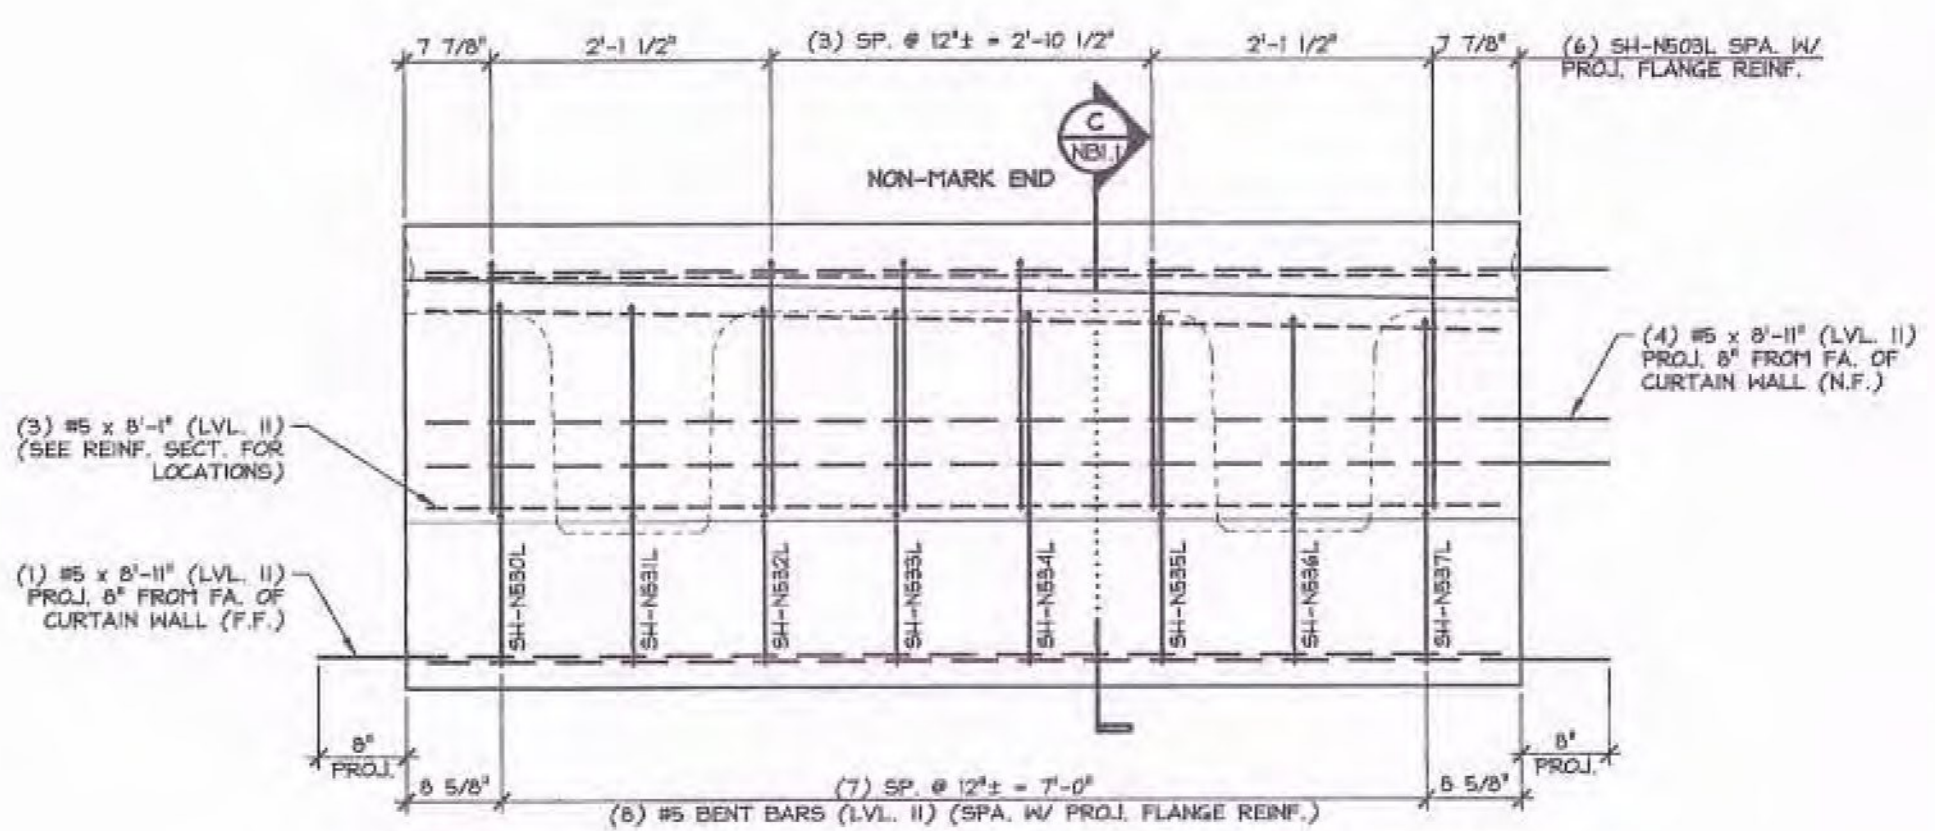 7 7/8"
2'-1 1/2"
(3) SP. @ 12"± = 2'-10 1/2"
2'-1 1/2"
7 7/8"
(6) SH-N503L SPA. W/
PROJ. FLANGE REINF.
C
NB1.1
NON-MARK END
(4) #5 x 8'-11" (LVL. II)
PROJ. 8" FROM FA. OF
CURTAIN WALL (N.F.)
(3) #5 x 8'-1" (LVL. II)
(SEE REINF. SECT. FOR
LOCATIONS)
(1) #5 x 8'-11" (LVL. II)
PROJ. 8" FROM FA. OF
CURTAIN WALL (F.F.)
SH-N530L
SH-N531L
SH-N532L
SH-N533L
SH-N534L
SH-N535L
SH-N536L
SH-N537L
8"
PROJ.
8"
PROJ.
8 5/8"
(7) SP. @ 12"± = 7'-0"
8 5/8"
(8) #5 BENT BARS (LVL. II) (SPA. W/ PROJ. FLANGE REINF.)